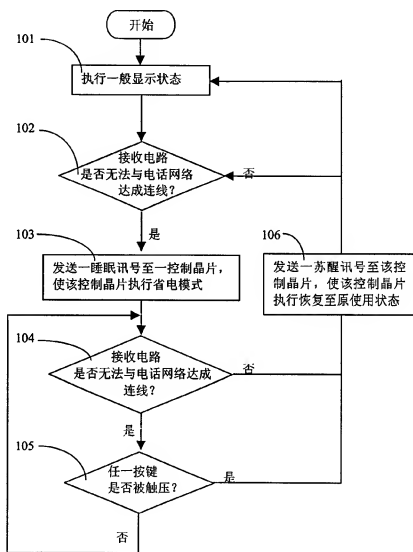 开始
101
执行一般显示状态
102
接收电路
是否无法与电话网络
达成连线？
否
是
103
发送一睡眠讯号至一控制晶片，
使该控制晶片执行省电模式
106
发送一苏醒讯号至该控
制晶片，使该控制晶片
执行恢复至原使用状态
104
接收电路
是否无法与电话网络达成
连线？
否
是
105
任一按键
是否被触压？
是
否